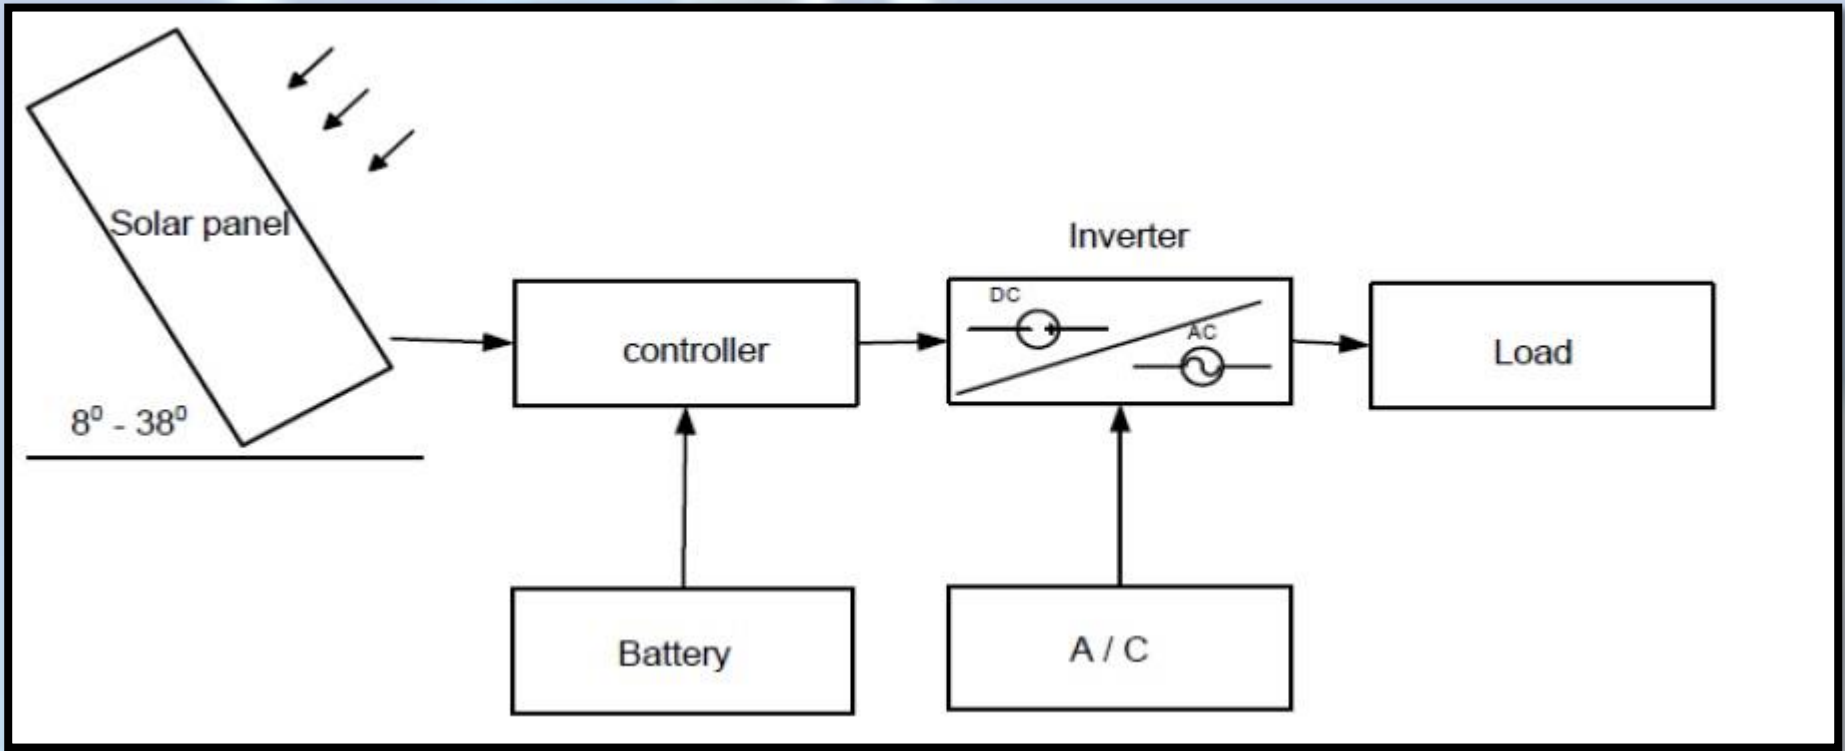 Solar panel
8⁰ - 38⁰
controller
Inverter
DC
AC
Load
Battery
A / C